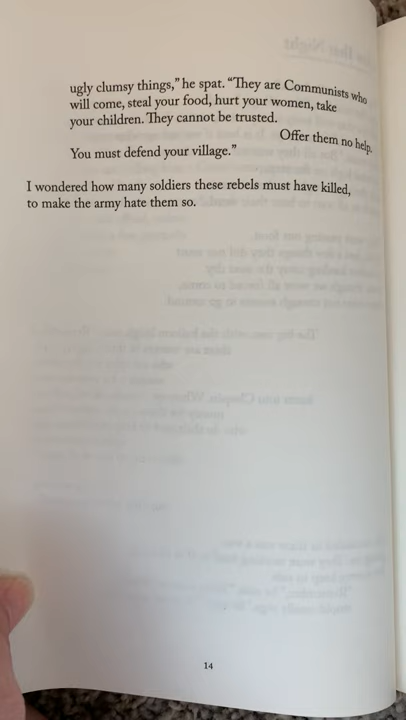 ugly clumsy things,” he spat. “They are Communists who
will come, steal your food, hurt your women, take
your children. They cannot be trusted.
Offer them no help.
You must defend your village.”
I wondered how many soldiers these rebels must have killed,
to make the army hate them so.
14